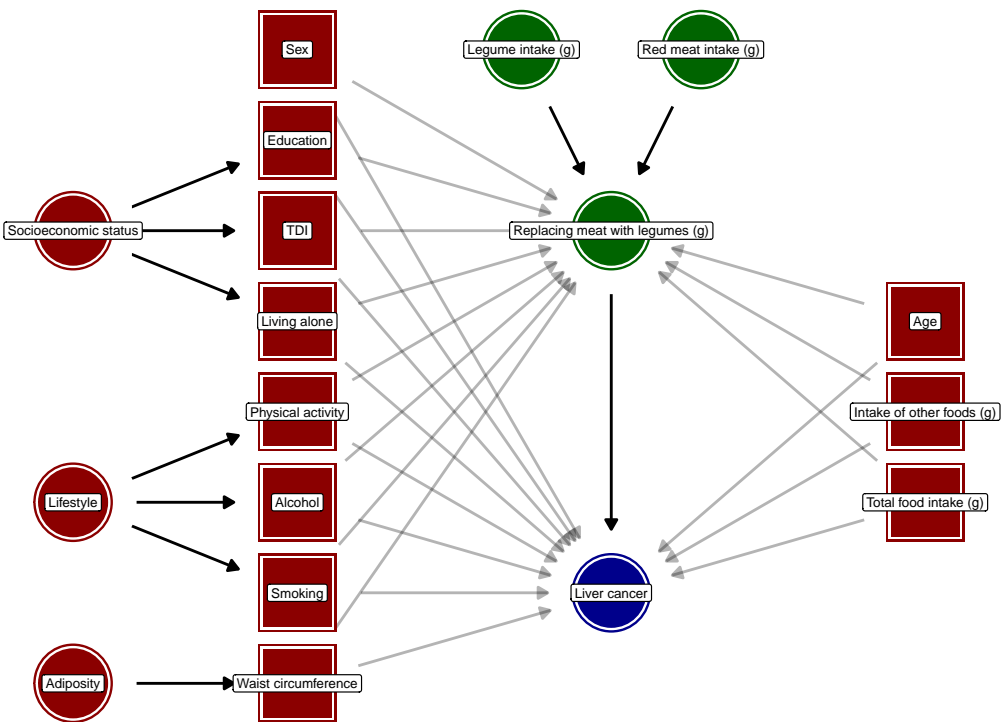 Sex
Legume intake (g)
Red meat intake (g)
Education
Socioeconomic status
TDI
Replacing meat with legumes (g)
Living alone
Age
Physical activity
Intake of other foods (g)
Lifestyle
Alcohol
Total food intake (g)
Smoking
Liver cancer
Adiposity
Waist circumference